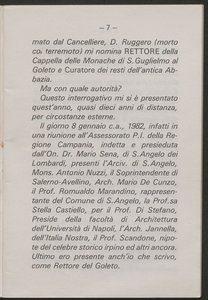 – 7 –
mato dal Cancelliere, D. Ruggero (morto
col terremoto) mi nomina RETTORE della
Cappella delle Monache di S. Guglielmo al
Goleto e Curatore dei resti dell'antica Ab-
bazia.
Ma con quale autorità?
Questo interrogativo mi si è presentato
quest'anno, quasi dieci anni di distanza,
per circostanze esterne.
Il giorno 8 gennaio c.a., 1982, infatti in
una riunione all'Assessorato P.I. della Re-
gione Campania, indetta e presieduta
dall'On. Dr. Mario Sena, di S.Angelo dei
Lombardi, presenti l'Arciv. di S.Angelo,
Mons. Antonio Nuzzi, il Soprintendente di
Salerno-Avellino, Arch. Mario De Cunzo,
il Prof. Romualdo Marandino, rappresen-
tante del Comune di S.Angelo, la Prof.sa
Stella Castiello, per il Prof. Di Stefano,
Preside della facoltà di Architettura
dell'Università di Napoli, l'Arch. Jannella,
dell'Italia Nostra, il Prof. Scandone, nipo-
te del celebre storico irpino ed altri ancora.
Ultimo ero presente anch'io che scrivo,
come Rettore del Goleto.